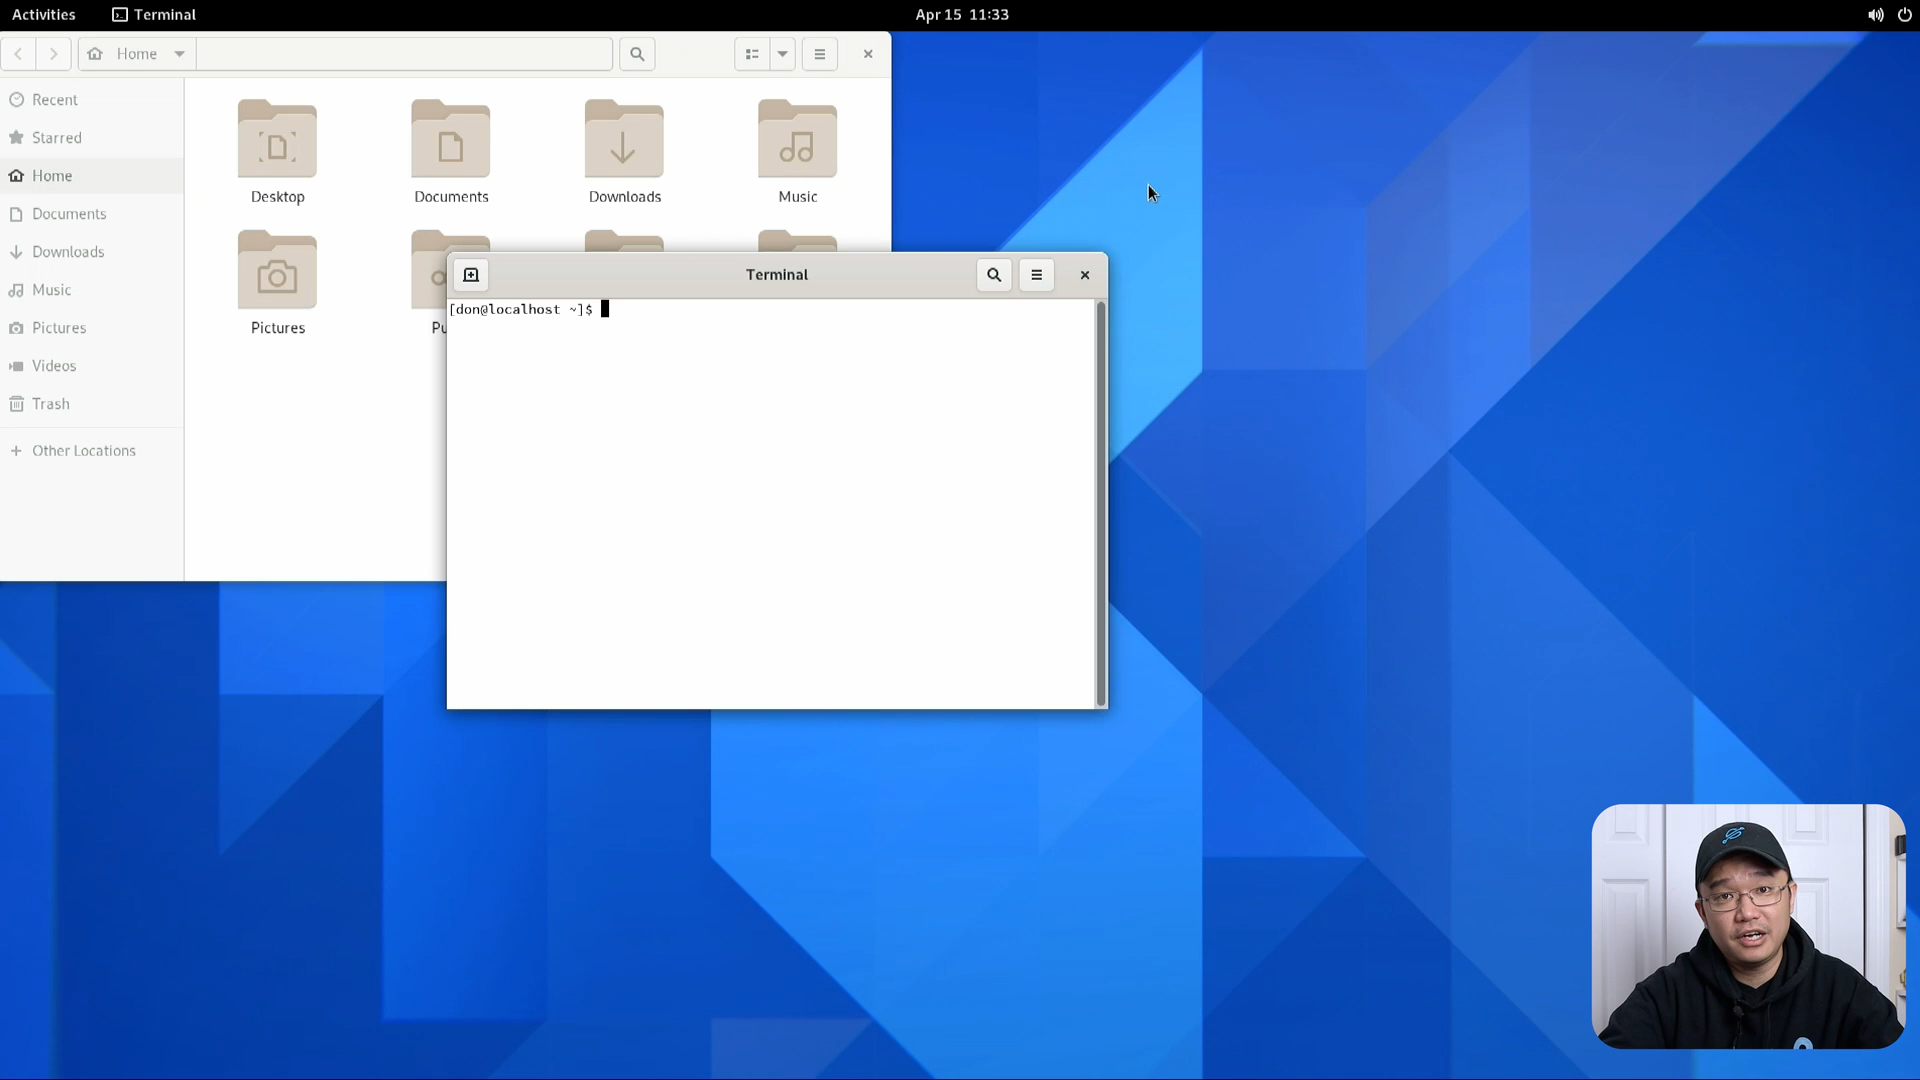 Activities
Terminal
Apr 15 11:33
Home
Recent
Starred
Home
Documents
Downloads
Music
Pictures
Videos
Trash
Other Locations
Desktop
Documents
Downloads
Music
Pictures
Pu
Terminal
[don@localhost ~]$